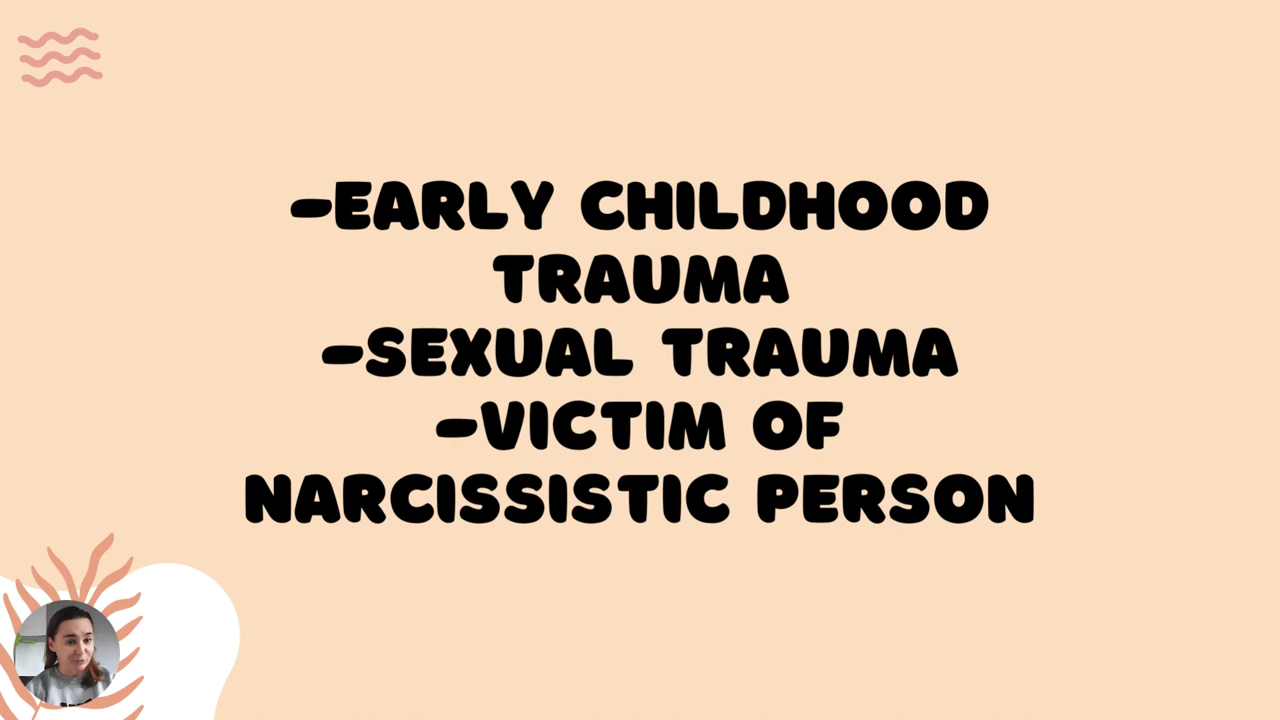 -EARLY CHILDHOOD
TRAUMA
-SEXUAL TRAUMA
-VICTIM OF
NARCISSISTIC PERSON